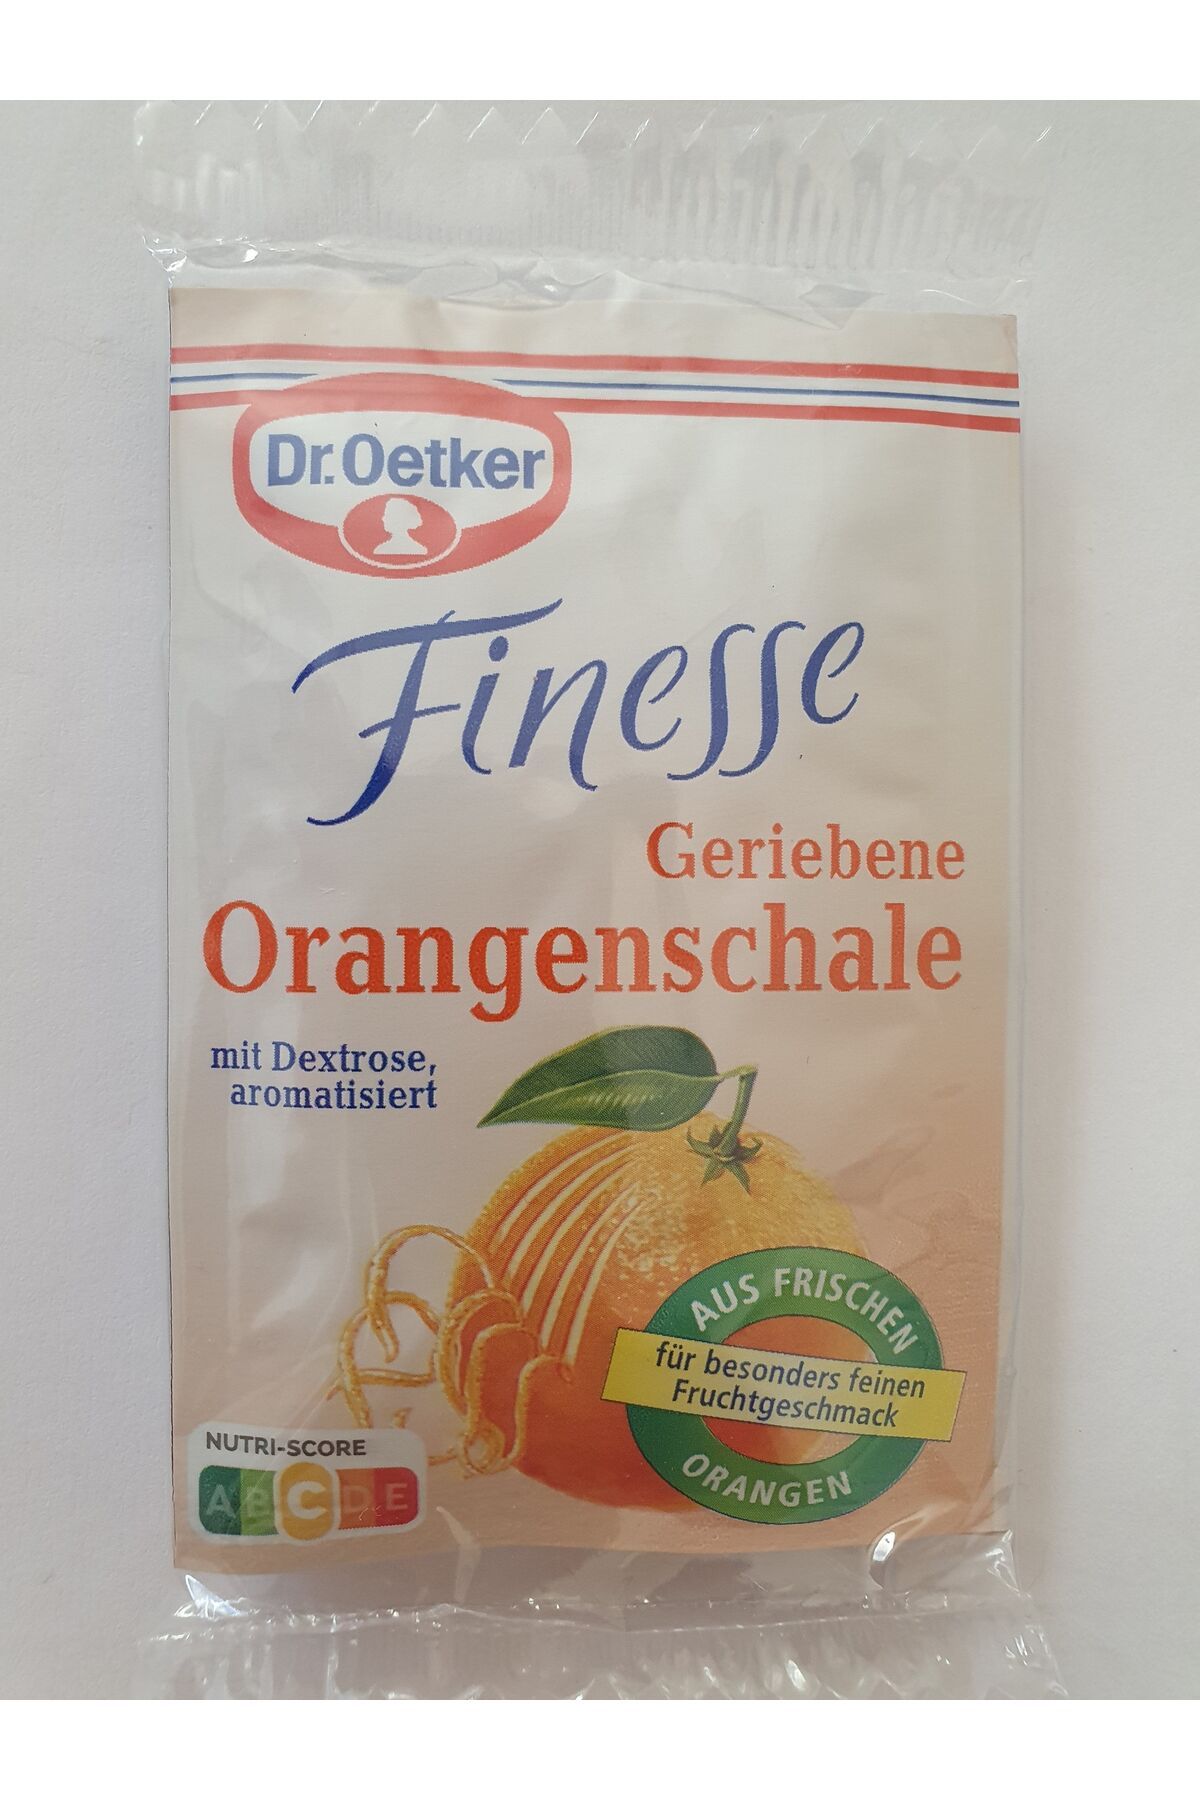 Dr. Oetker
Finesse
Geriebene
Orangenschale
mit Dextrose,
aromatisiert
AUS FRISCHEN
für besonders feinen
Fruchtgeschmack
ORANGEN
NUTRI-SCORE
A B C D E